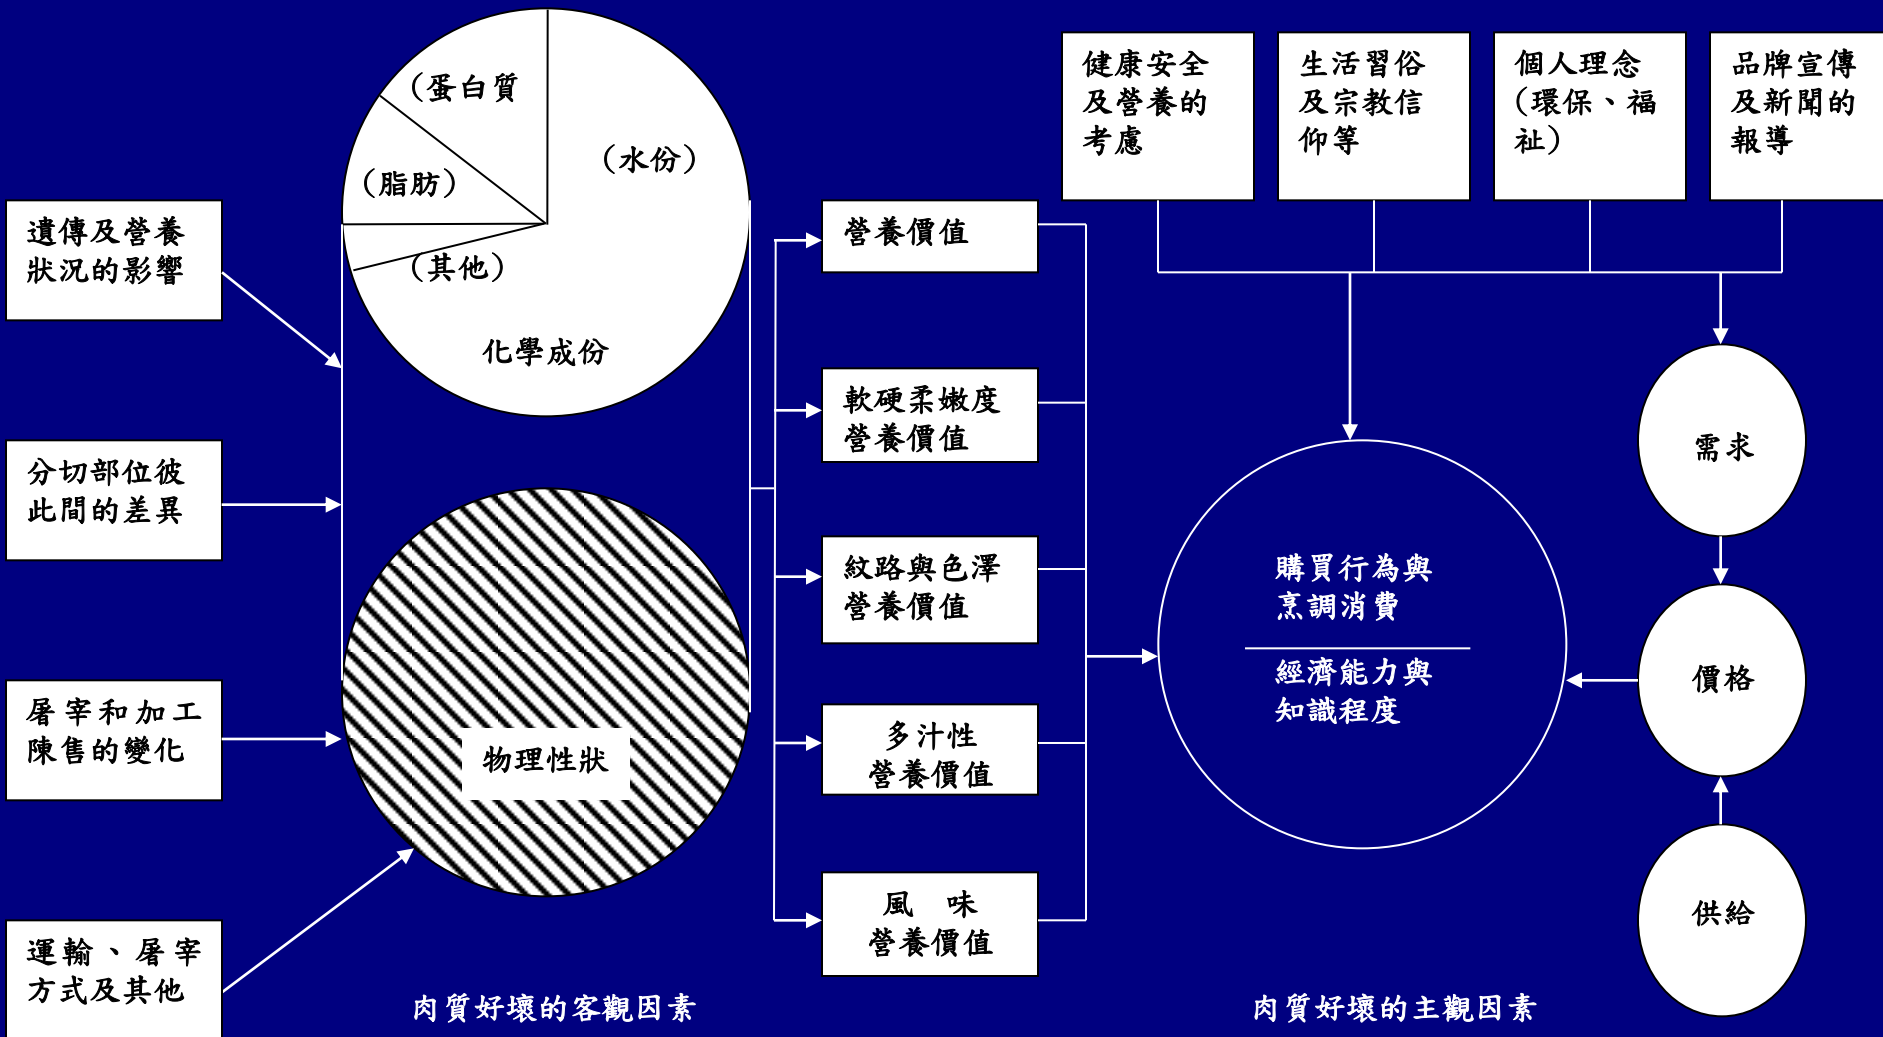 遺傳及營養
狀況的影響
分切部位彼
此間的差異
屠宰和加工
陳售的變化
運輸、屠宰
方式及其他
(蛋白質
(水份)
(脂肪)
(其他)
化學成份
物理性狀
肉質好壞的客觀因素
營養價值
軟硬柔嫩度
營養價值
紋路與色澤
營養價值
多汁性
營養價值
風 味
營養價值
健康安全
及營養的
考慮
生活習俗
及宗教信
仰等
個人理念
(環保、福
祉)
品牌宣傳
及新聞的
報導
購買行為與
烹調消費
經濟能力與
知識程度
需求
價格
供給
肉質好壞的主觀因素